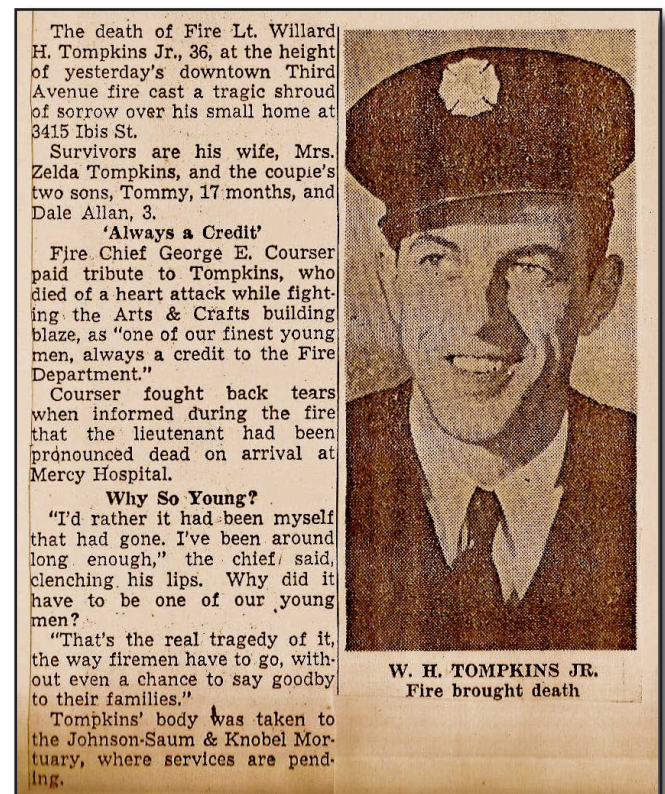 The death of Fire Lt. Willard
H. Tompkins Jr., 36, at the height
of yesterday's downtown Third
Avenue fire cast a tragic shroud
of sorrow over his small home at
3415 Ibis St.
Survivors are his wife, Mrs.
Zelda Tompkins, and the couple's
two sons, Tommy, 17 months, and
Dale Allan, 3.
'Always a Credit'
Fire Chief George E. Courser
paid tribute to Tompkins, who
died of a heart attack while fight-
ing the Arts & Crafts building
blaze, as "one of our finest young
men, always a credit to the Fire
Department."
Courser fought back tears
when informed during the fire
that the lieutenant had been
pronounced dead on arrival at
Mercy Hospital.
Why So Young?
"I'd rather it had been myself
that had gone. I've been around
long enough," the chief said,
clenching his lips. Why did it
have to be one of our young
men?
"That's the real tragedy of it,
the way firemen have to go, with-
out even a chance to say goodby
to their families."
Tompkins' body was taken to
the Johnson-Saum & Knobel Mor-
tuary, where services are pend-
ing.
W. H. TOMPKINS JR.
Fire brought death